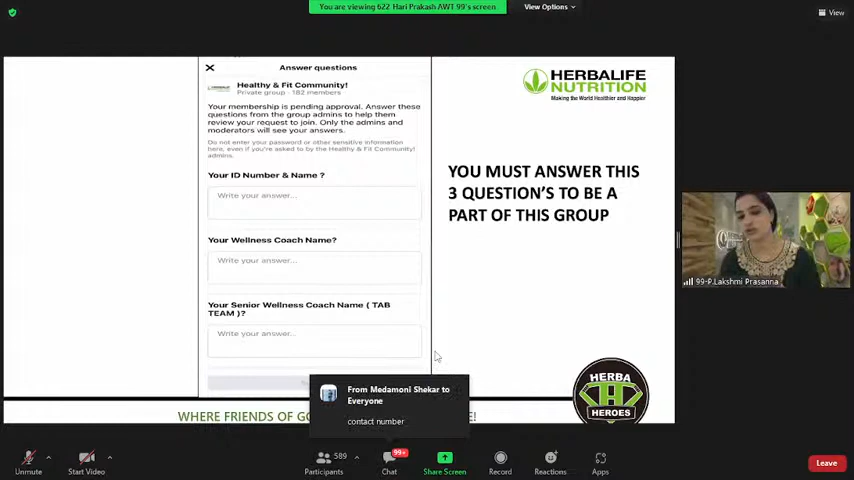 You are viewing 622 Hari Prakash AWT 99's screen
View Options
View
Answer questions
Healthy & Fit Community!
Private group · 182 members
Your membership is pending approval. Answer these
questions from the group admins to help them
review your request to join. Only the admins and
moderators will see your answers.
Do not enter your password or other sensitive information
here, even if you're asked to by the Healthy & Fit Community!
admins.
Your ID Number & Name ?
Write your answer...
Your Wellness Coach Name?
Write your answer...
Your Senior Wellness Coach Name ( TAB
TEAM )?
Write your answer...
HERBALIFE
NUTRITION
Making the World Healthier and Happier
YOU MUST ANSWER THIS
3 QUESTION'S TO BE A
PART OF THIS GROUP
99-P.Lakshmi Prasanna
From Medamoni Shekar to
Everyone
contact number
HERBA
HEROES
WHERE FRIENDS OF
Unmute
Start Video
589
Participants
99+
Chat
Share Screen
Record
Reactions
Apps
Leave